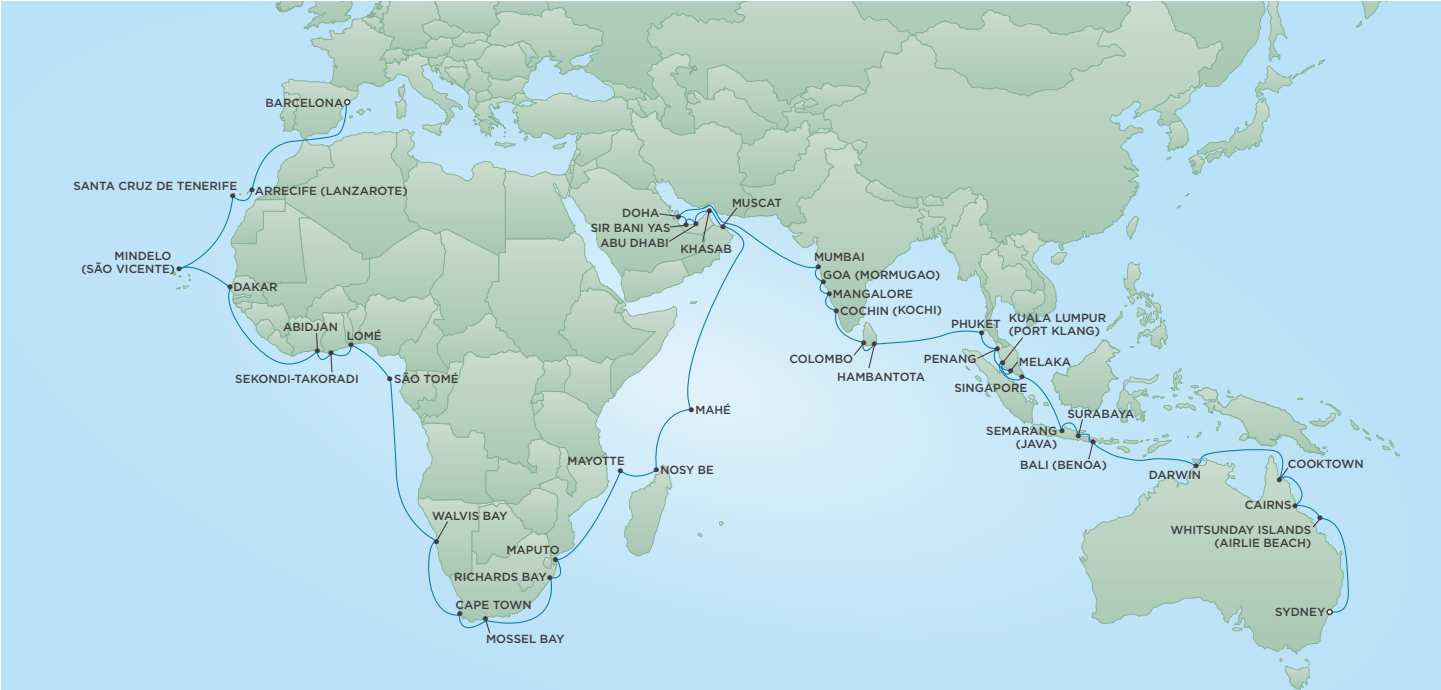 BARCELONA
SANTA CRUZ DE TENERIFE
ARRECIFE (LANZAROTE)
MINDELO
(SÃO VICENTE)
DAKAR
ABIDJAN
LOMÉ
SEKONDI-TAKORADI
SÃO TOMÉ
WALVIS BAY
CAPE TOWN
MOSSEL BAY
RICHARDS BAY
MAPUTO
MAYOTTE
NOSY BE
MAHÉ
MUSCAT
DOHA
SIR BANI YAS
ABU DHABI
KHASAB
MUMBAI
GOA (MORMUGAO)
MANGALORE
COCHIN (KOCHI)
COLOMBO
HAMBANTOTA
PHUKET
KUALA LUMPUR
(PORT KLANG)
PENANG
MELAKA
SINGAPORE
SURABAYA
SEMARANG
(JAVA)
BALI (BENOA)
DARWIN
COOKTOWN
CAIRNS
WHITSUNDAY ISLANDS
(AIRLIE BEACH)
SYDNEY